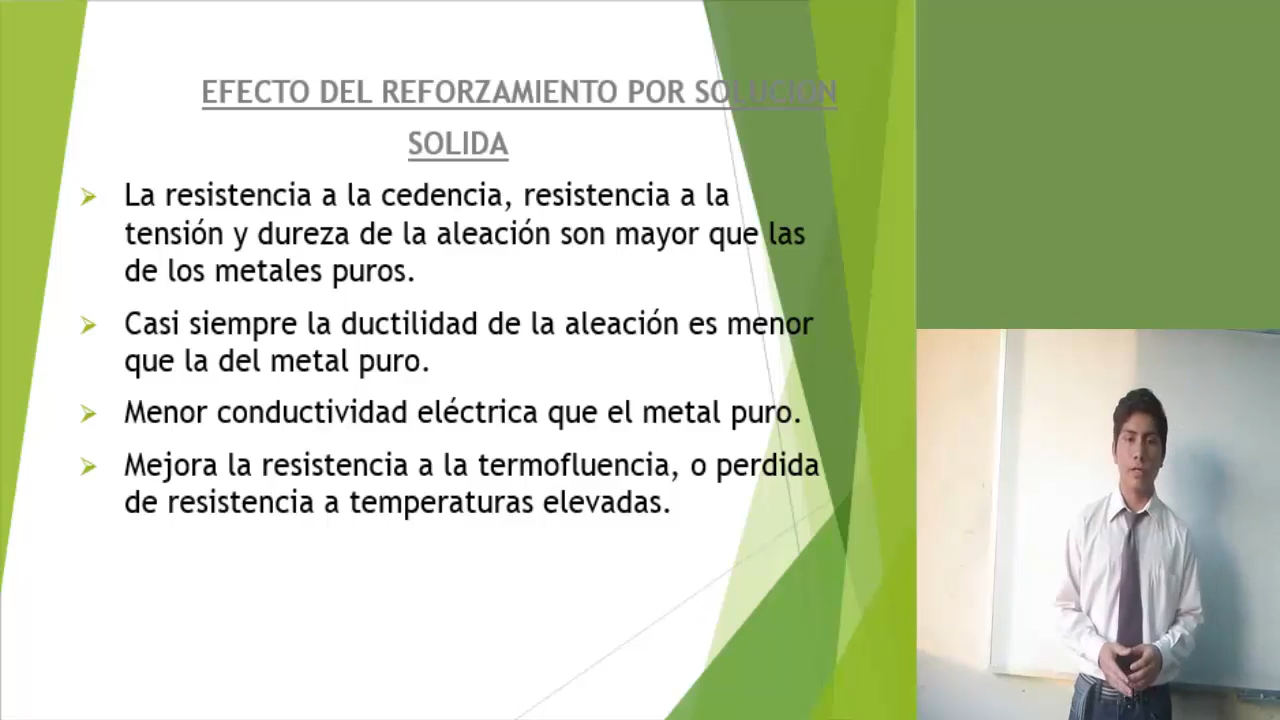 EFECTO DEL REFORZAMIENTO POR SOLUCION
SOLIDA
La resistencia a la cedencia, resistencia a la
tensión y dureza de la aleación son mayor que las
de los metales puros.
Casi siempre la ductilidad de la aleación es menor
que la del metal puro.
Menor conductividad eléctrica que el metal puro.
Mejora la resistencia a la termofluencia, o perdida
de resistencia a temperaturas elevadas.